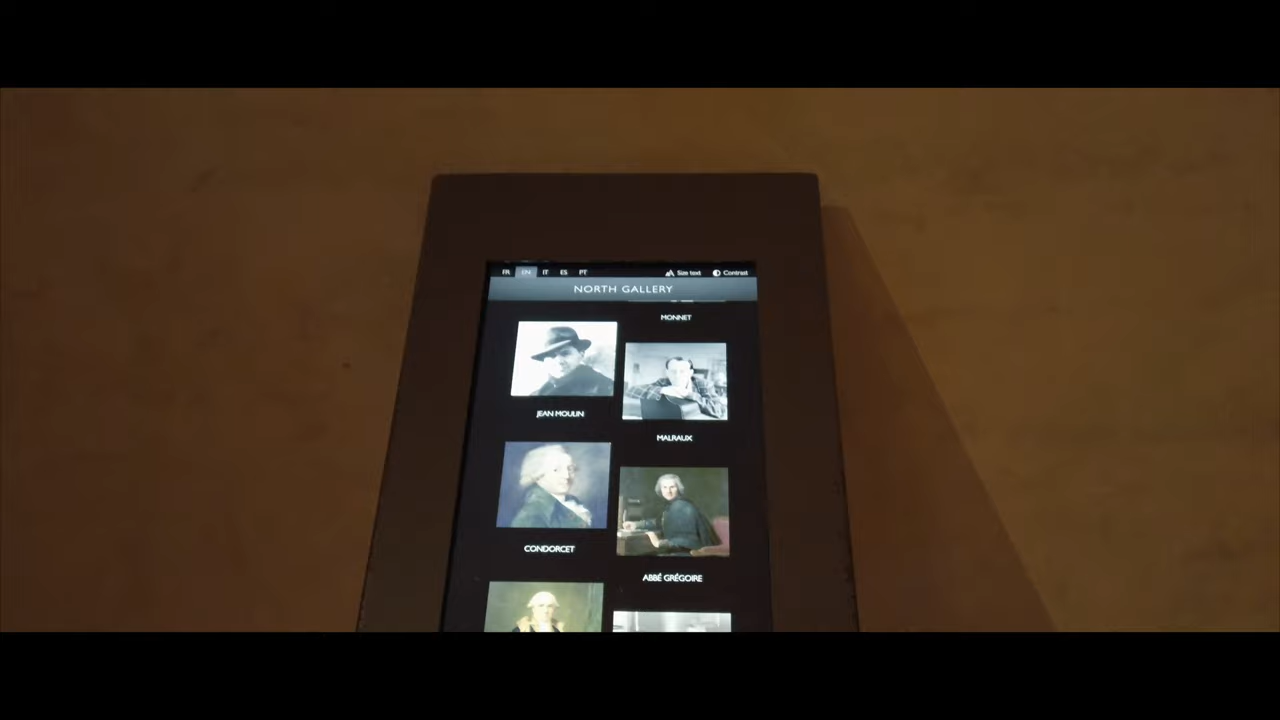 FR EN IT ES PT Size text Contrast
NORTH GALLERY
MONNET
JEAN MOULIN
MALRAUX
CONDORCET
ABBÉ GRÉGOIRE